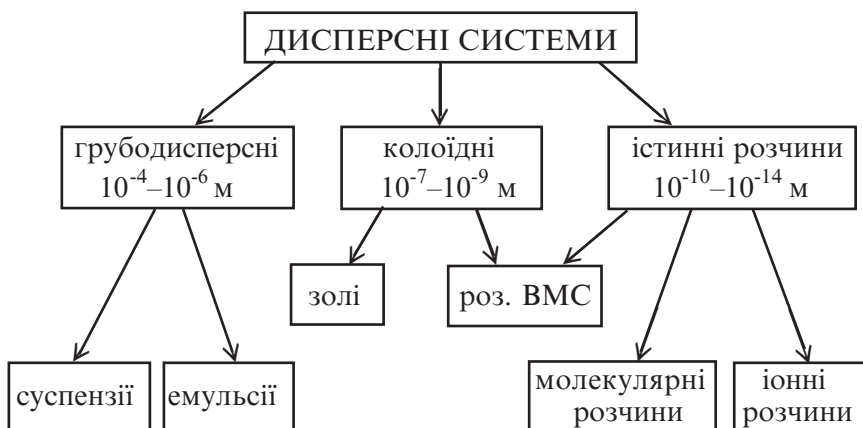 ДИСПЕРСНІ СИСТЕМИ
грубодисперсні
10⁻⁴–10⁻⁶ м
колоїдні
10⁻⁷–10⁻⁹ м
істинні розчини
10⁻¹⁰–10⁻¹⁴ м
золі
роз. ВМС
суспензії
емульсії
молекулярні
розчини
іонні
розчини